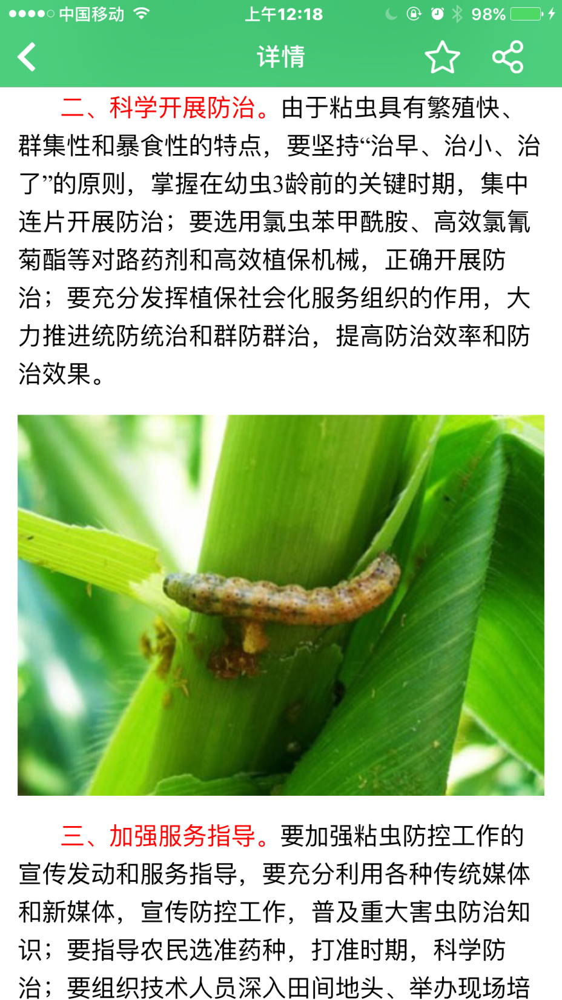 中国移动 上午12:18 98%
详情
二、科学开展防治。由于粘虫具有繁殖快、
群集性和暴食性的特点，要坚持“治早、治小、治
了”的原则，掌握在幼虫3龄前的关键时期，集中
连片开展防治；要选用氯虫苯甲酰胺、高效氯氰
菊酯等对路药剂和高效植保机械，正确开展防
治；要充分发挥植保社会化服务组织的作用，大
力推进统防统治和群防群治，提高防治效率和防
治效果。
三、加强服务指导。要加强粘虫防控工作的
宣传发动和服务指导，要充分利用各种传统媒体
和新媒体，宣传防控工作，普及重大害虫防治知
识；要指导农民选准药种，打准时期，科学防
治；要组织技术人员深入田间地头、举办现场培